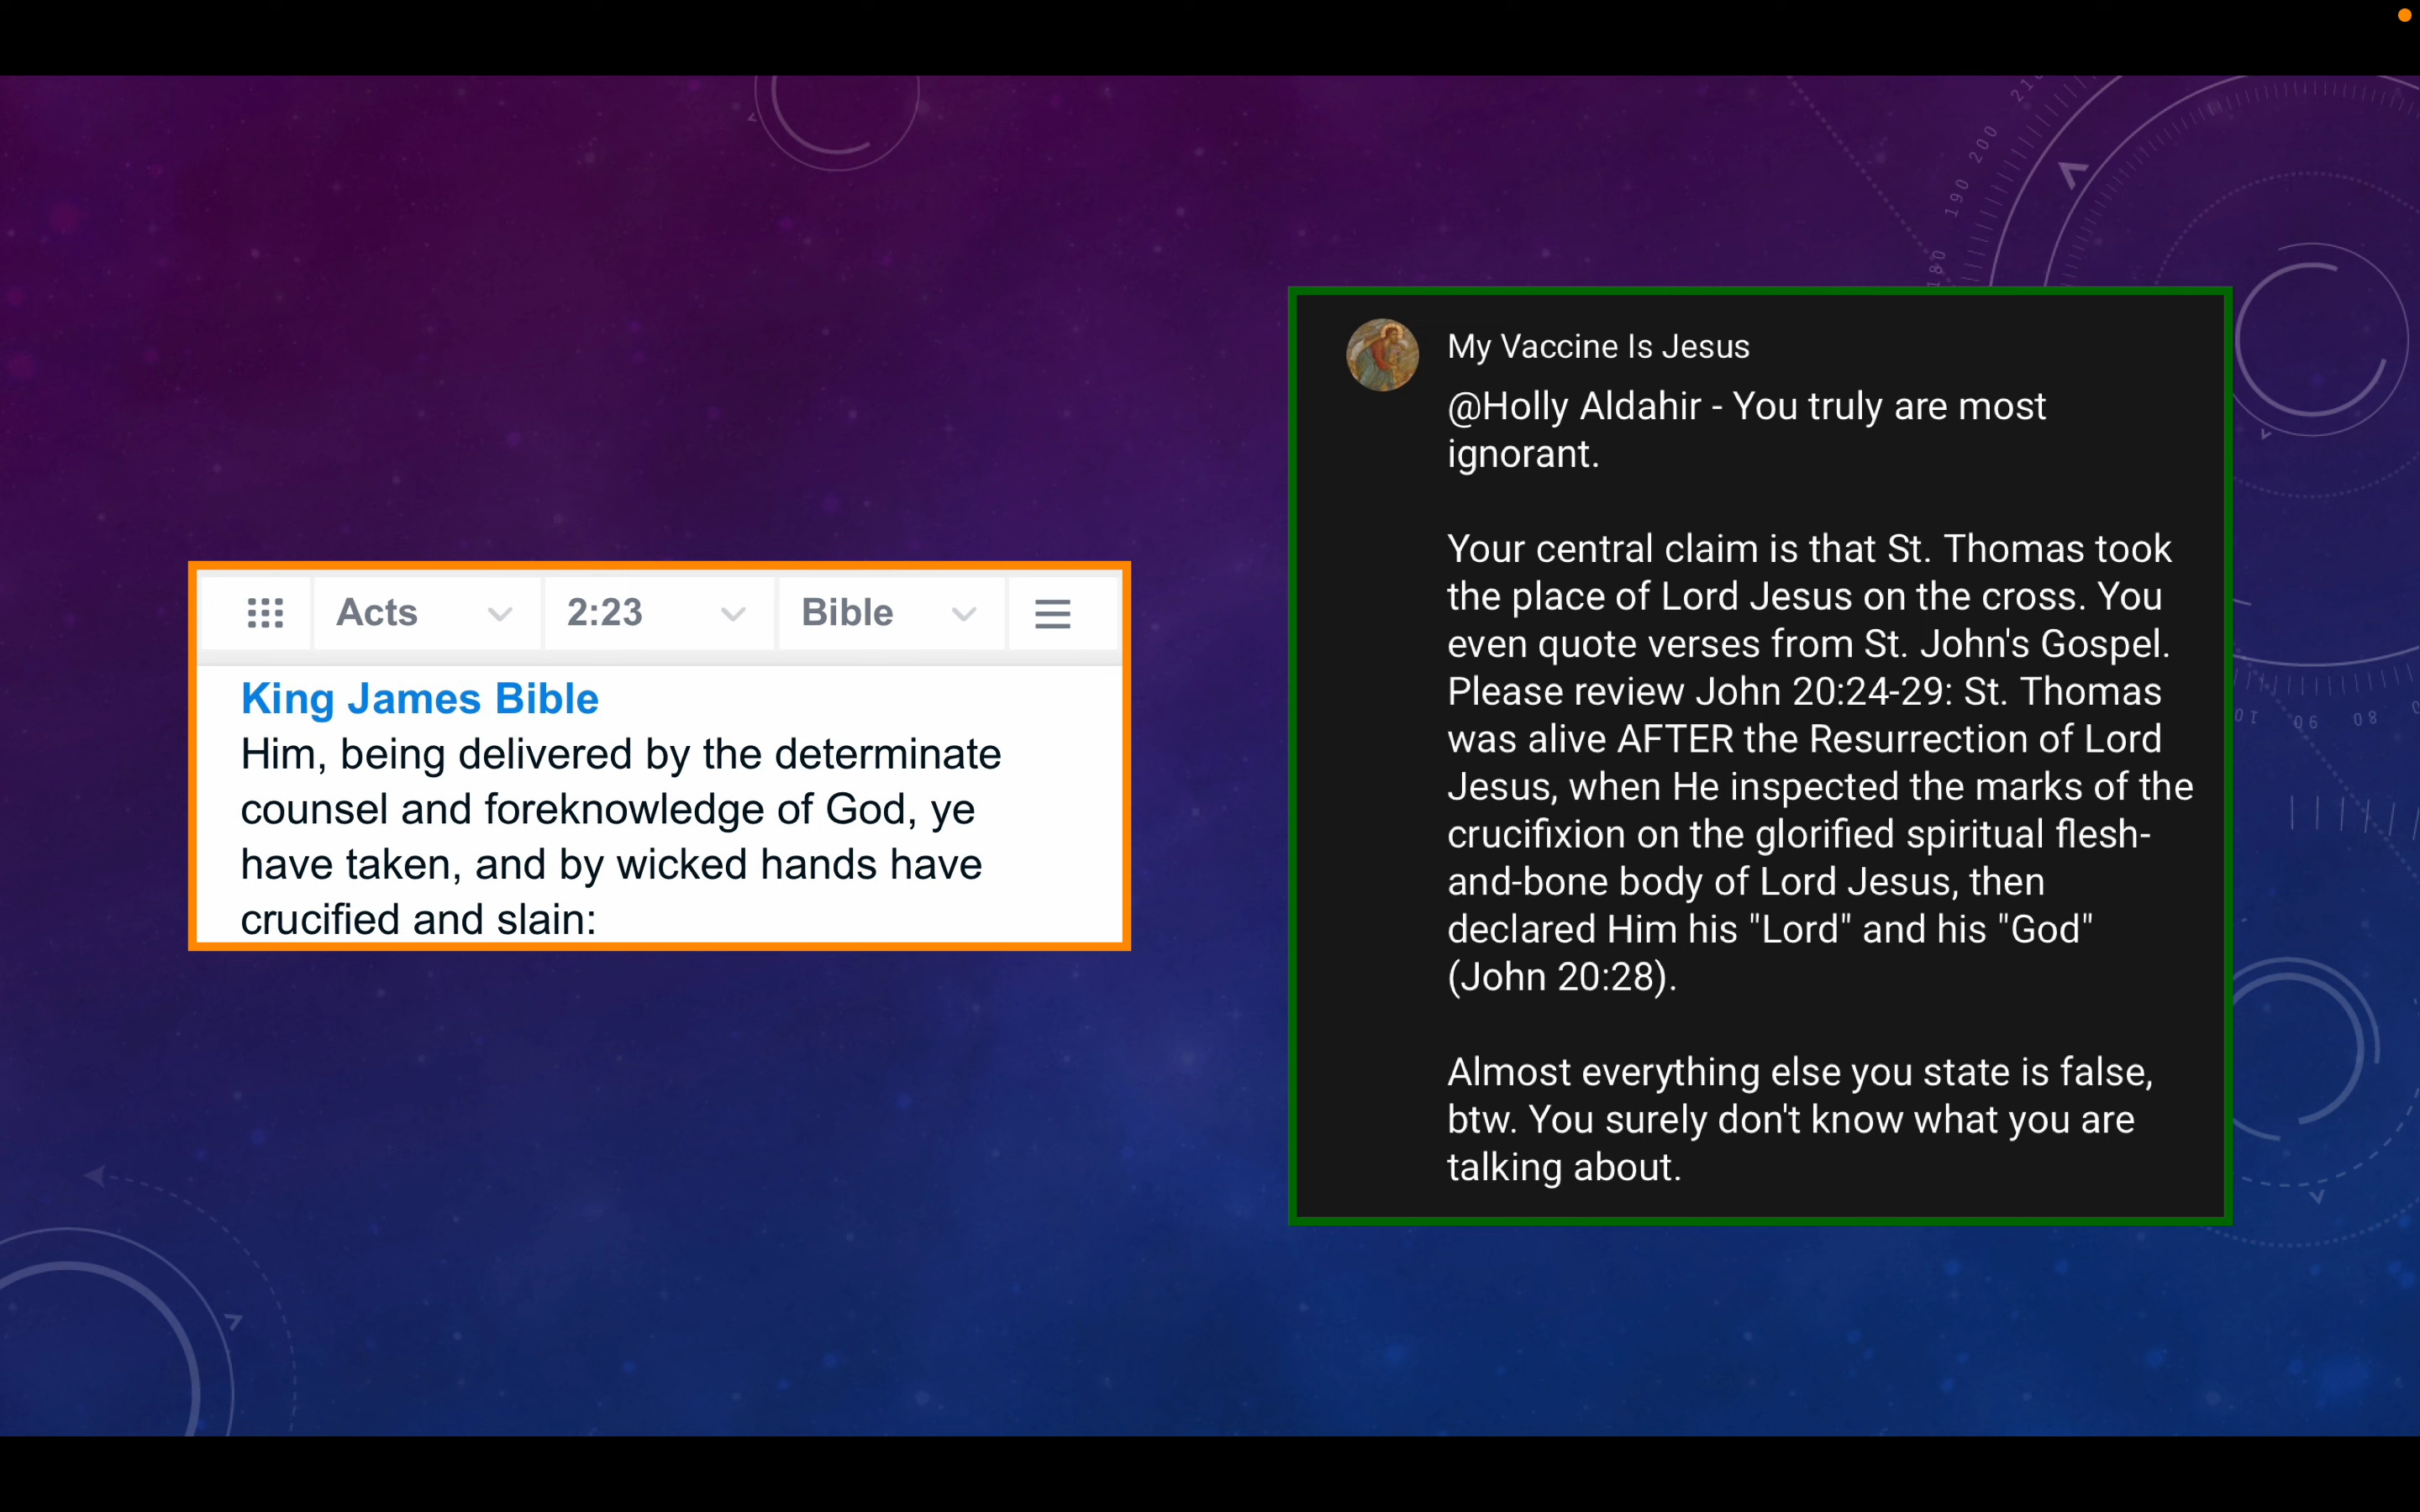 Acts 2:23 Bible
King James Bible
Him, being delivered by the determinate
counsel and foreknowledge of God, ye
have taken, and by wicked hands have
crucified and slain:
My Vaccine Is Jesus
@Holly Aldahir - You truly are most
ignorant.
Your central claim is that St. Thomas took
the place of Lord Jesus on the cross. You
even quote verses from St. John's Gospel.
Please review John 20:24-29: St. Thomas
was alive AFTER the Resurrection of Lord
Jesus, when He inspected the marks of the
crucifixion on the glorified spiritual flesh-
and-bone body of Lord Jesus, then
declared Him his "Lord" and his "God"
(John 20:28).
Almost everything else you state is false,
btw. You surely don't know what you are
talking about.
180 190 200
80 90